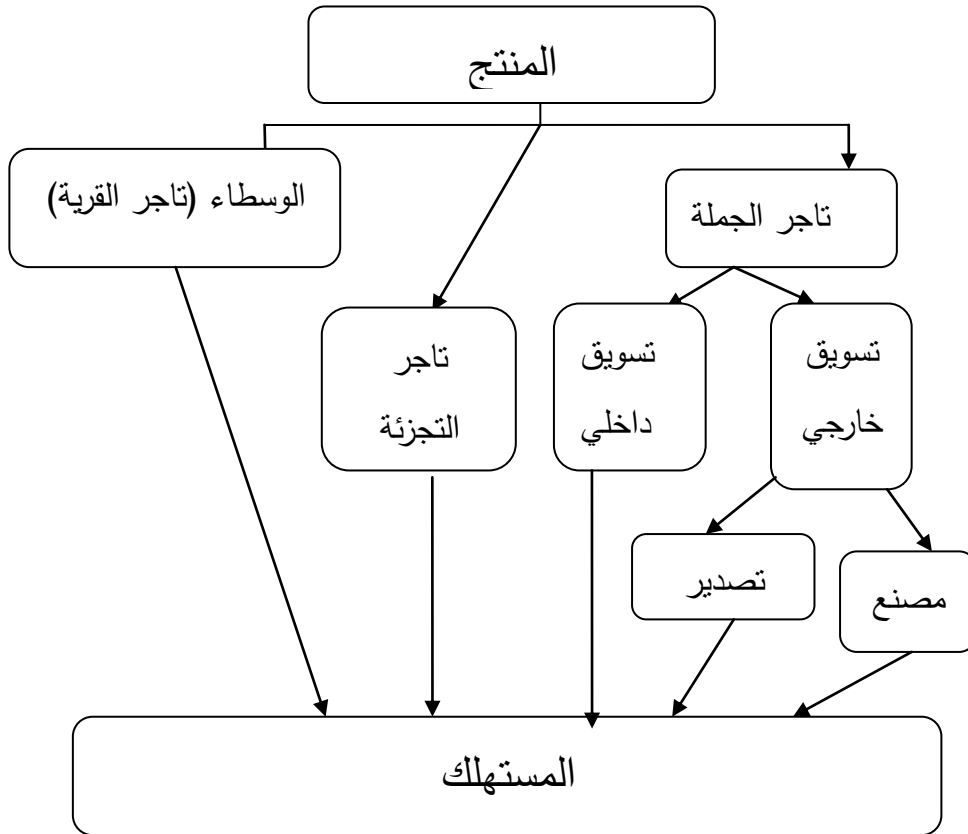 المنتج
الوسطاء (تاجر القرية)
تاجر الجملة
تاجر
التجزئة
تسويق
داخلي
تسويق
خارجي
تصدير
مصنع
المستهلك